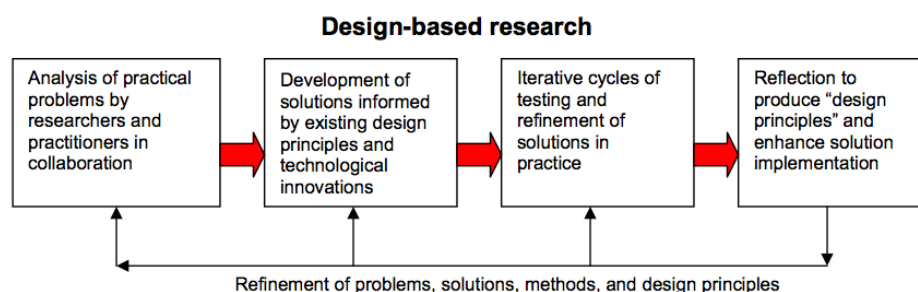 Design-based research
Analysis of practical
problems by
researchers and
practitioners in
collaboration
Development of
solutions informed
by existing design
principles and
technological
innovations
Iterative cycles of
testing and
refinement of
solutions in
practice
Reflection to
produce “design
principles” and
enhance solution
implementation
Refinement of problems, solutions, methods, and design principles